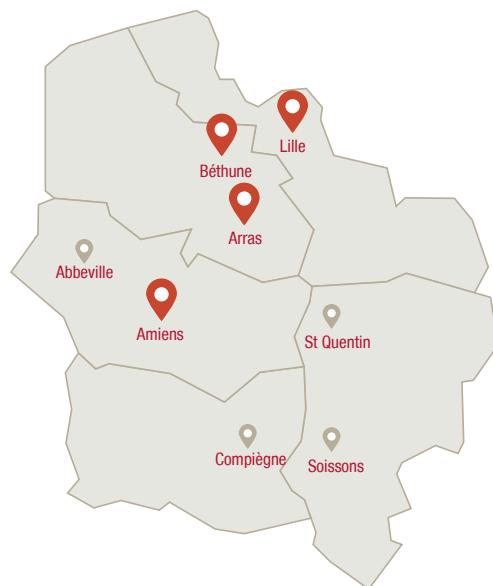 Lille
Béthune
Arras
Abbeville
Amiens
St Quentin
Compiègne
Soissons